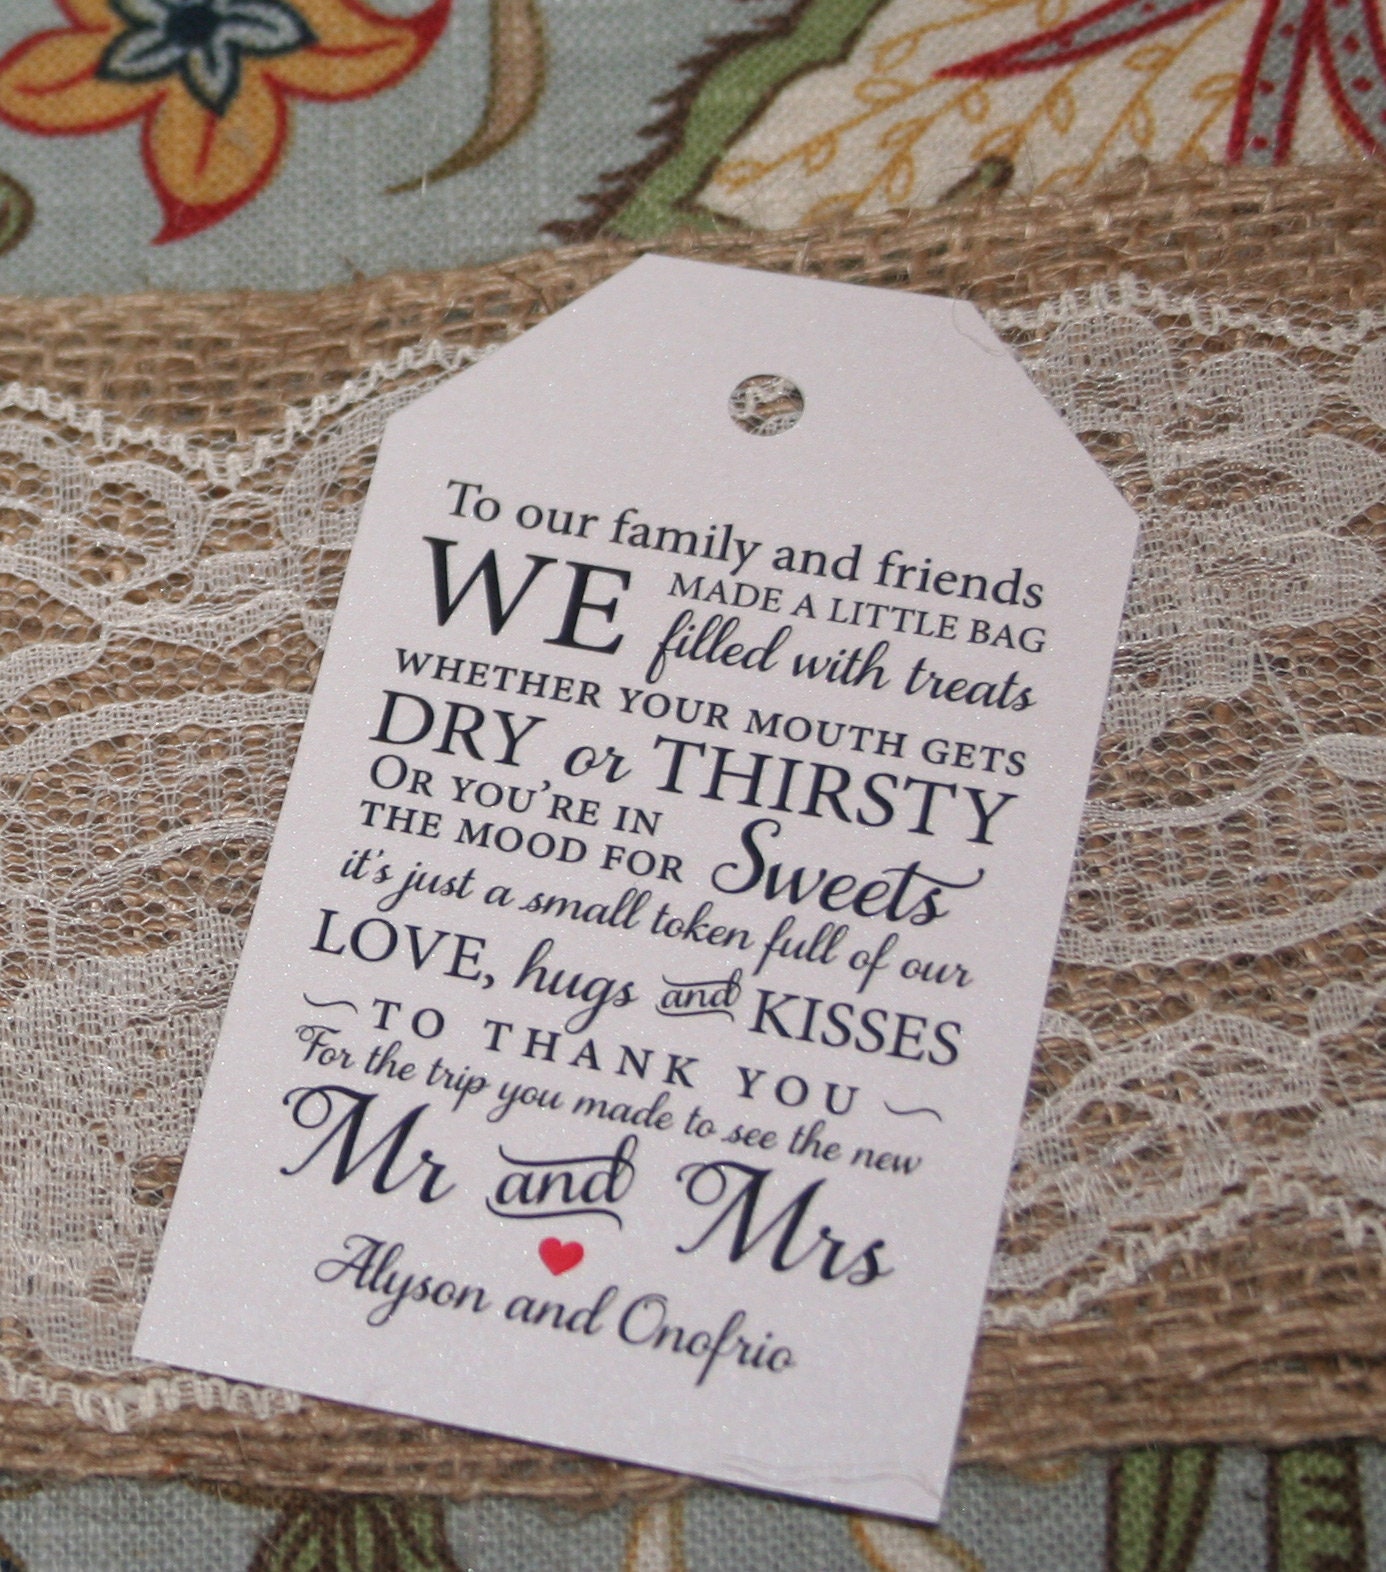 To our family and friends
WE MADE A LITTLE BAG
filled with treats
WHETHER YOUR MOUTH GETS
DRY or THIRSTY
OR YOU'RE IN
THE MOOD FOR Sweets
it's just a small token full of our
LOVE, hugs and KISSES
~ TO THANK YOU ~
For the trip you made to see the new
Mr and Mrs
Alyson and Onofrio